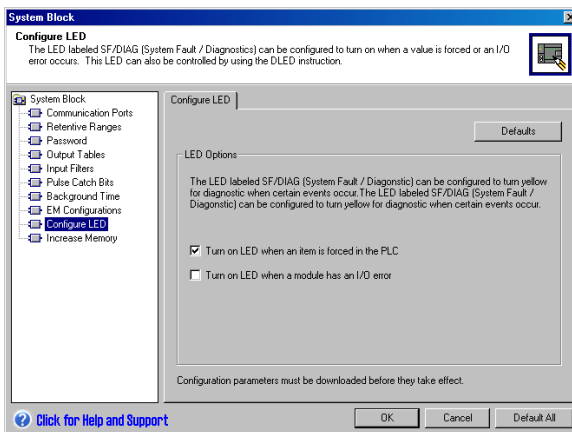 System Block
Configure LED
The LED labeled SF/DIAG (System Fault / Diagnostics) can be configured to turn on when a value is forced or an I/O
error occurs. This LED can also be controlled by using the DLED instruction.
System Block
Communication Ports
Retentive Ranges
Password
Output Tables
Input Filters
Pulse Catch Bits
Background Time
EM Configurations
Configure LED
Increase Memory
Configure LED
Defaults
LED Options
The LED labeled SF/DIAG (System Fault / Diagonstic) can be configured to turn yellow
for diagnostic when certain events occur.The LED labeled SF/DIAG (System Fault /
Diagonstic) can be configured to turn yellow for diagnostic when certain events occur.
Turn on LED when an item is forced in the PLC
Turn on LED when a module has an I/O error
Configuration parameters must be downloaded before they take effect.
Click for Help and Support
OK
Cancel
Default All